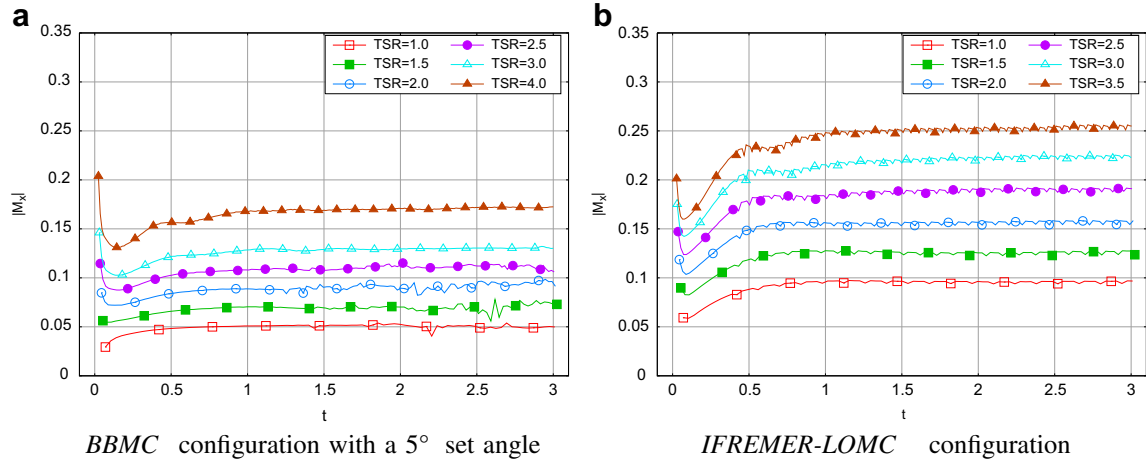 a
0.35
0.3
0.25
0.2
0.15
0.1
0.05
0
|Mx|
TSR=1.0
TSR=1.5
TSR=2.0
TSR=2.5
TSR=3.0
TSR=4.0
0
0.5
1
1.5
2
2.5
3
t
BBMC configuration with a 5° set angle
b
0.35
0.3
0.25
0.2
0.15
0.1
0.05
0
|Mx|
TSR=1.0
TSR=1.5
TSR=2.0
TSR=2.5
TSR=3.0
TSR=3.5
0
0.5
1
1.5
2
2.5
3
t
IFREMER-LOMC configuration